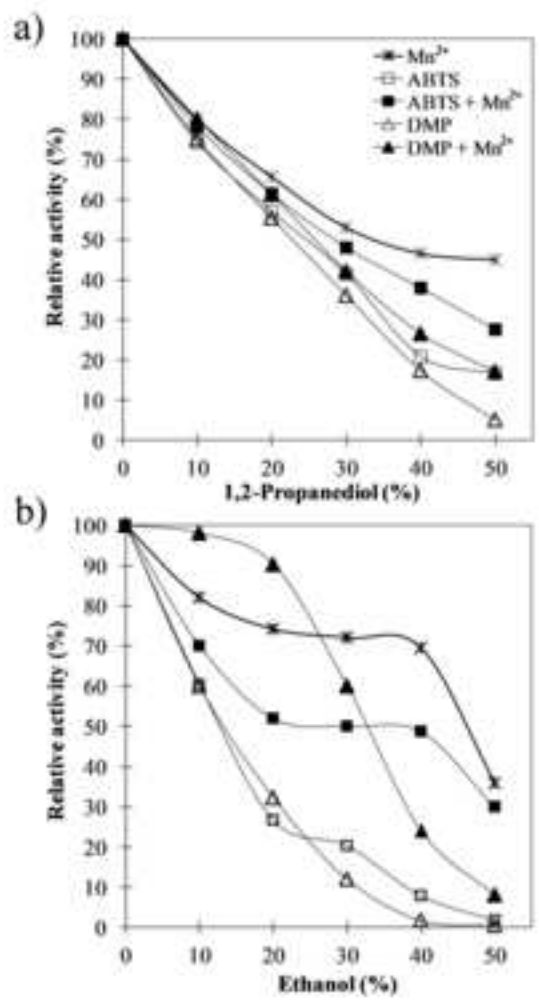 a)
100
90
80
70
60
50
40
30
20
10
0
Relative activity (%)
Mn²⁺
ABTS
ABTS + Mn²⁺
DMP
DMP + Mn²⁺
0 10 20 30 40 50
1,2-Propanediol (%)
b)
100
90
80
70
60
50
40
30
20
10
0
Relative activity (%)
0 10 20 30 40 50
Ethanol (%)